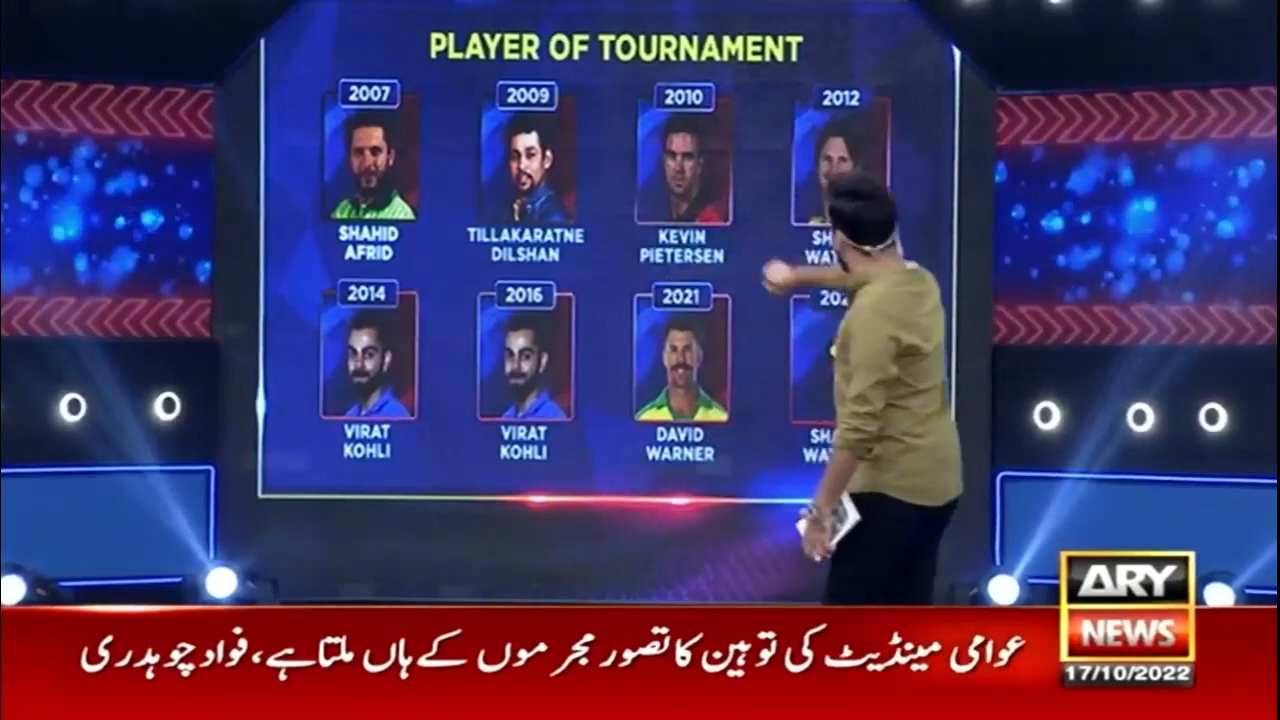 PLAYER OF TOURNAMENT
2007
2009
2010
2012
SHAHID
AFRID
TILLAKARATNE
DILSHAN
KEVIN
PIETERSEN
2014
2016
2021
VIRAT
KOHLI
VIRAT
KOHLI
DAVID
WARNER
ARY
NEWS
17/10/2022
عوامی مینڈیٹ کی توہین کا تصور مجرموں کے ہاں ملتا ہے، فواد چوہدری